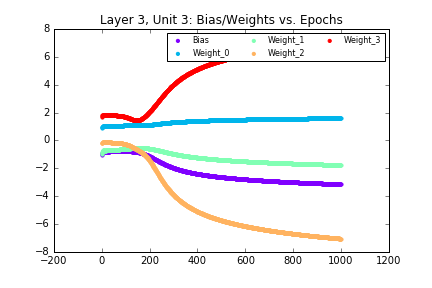 Layer 3, Unit 3: Bias/Weights vs. Epochs
Bias Weight_1 Weight_3
Weight_0 Weight_2
8
6
4
2
0
−2
−4
−6
−8
−200 0 200 400 600 800 1000 1200